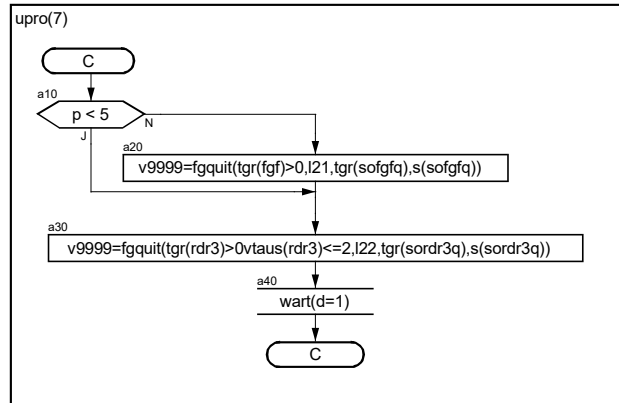 upro(7)
C
a10
p < 5
N
J
a20
v9999=fgquit(tgr(fgf)>0,l21,tgr(sofgfq),s(sofgfq))
a30
v9999=fgquit(tgr(rdr3)>0vtaus(rdr3)<=2,l22,tgr(sordr3q),s(sordr3q))
a40
wart(d=1)
C